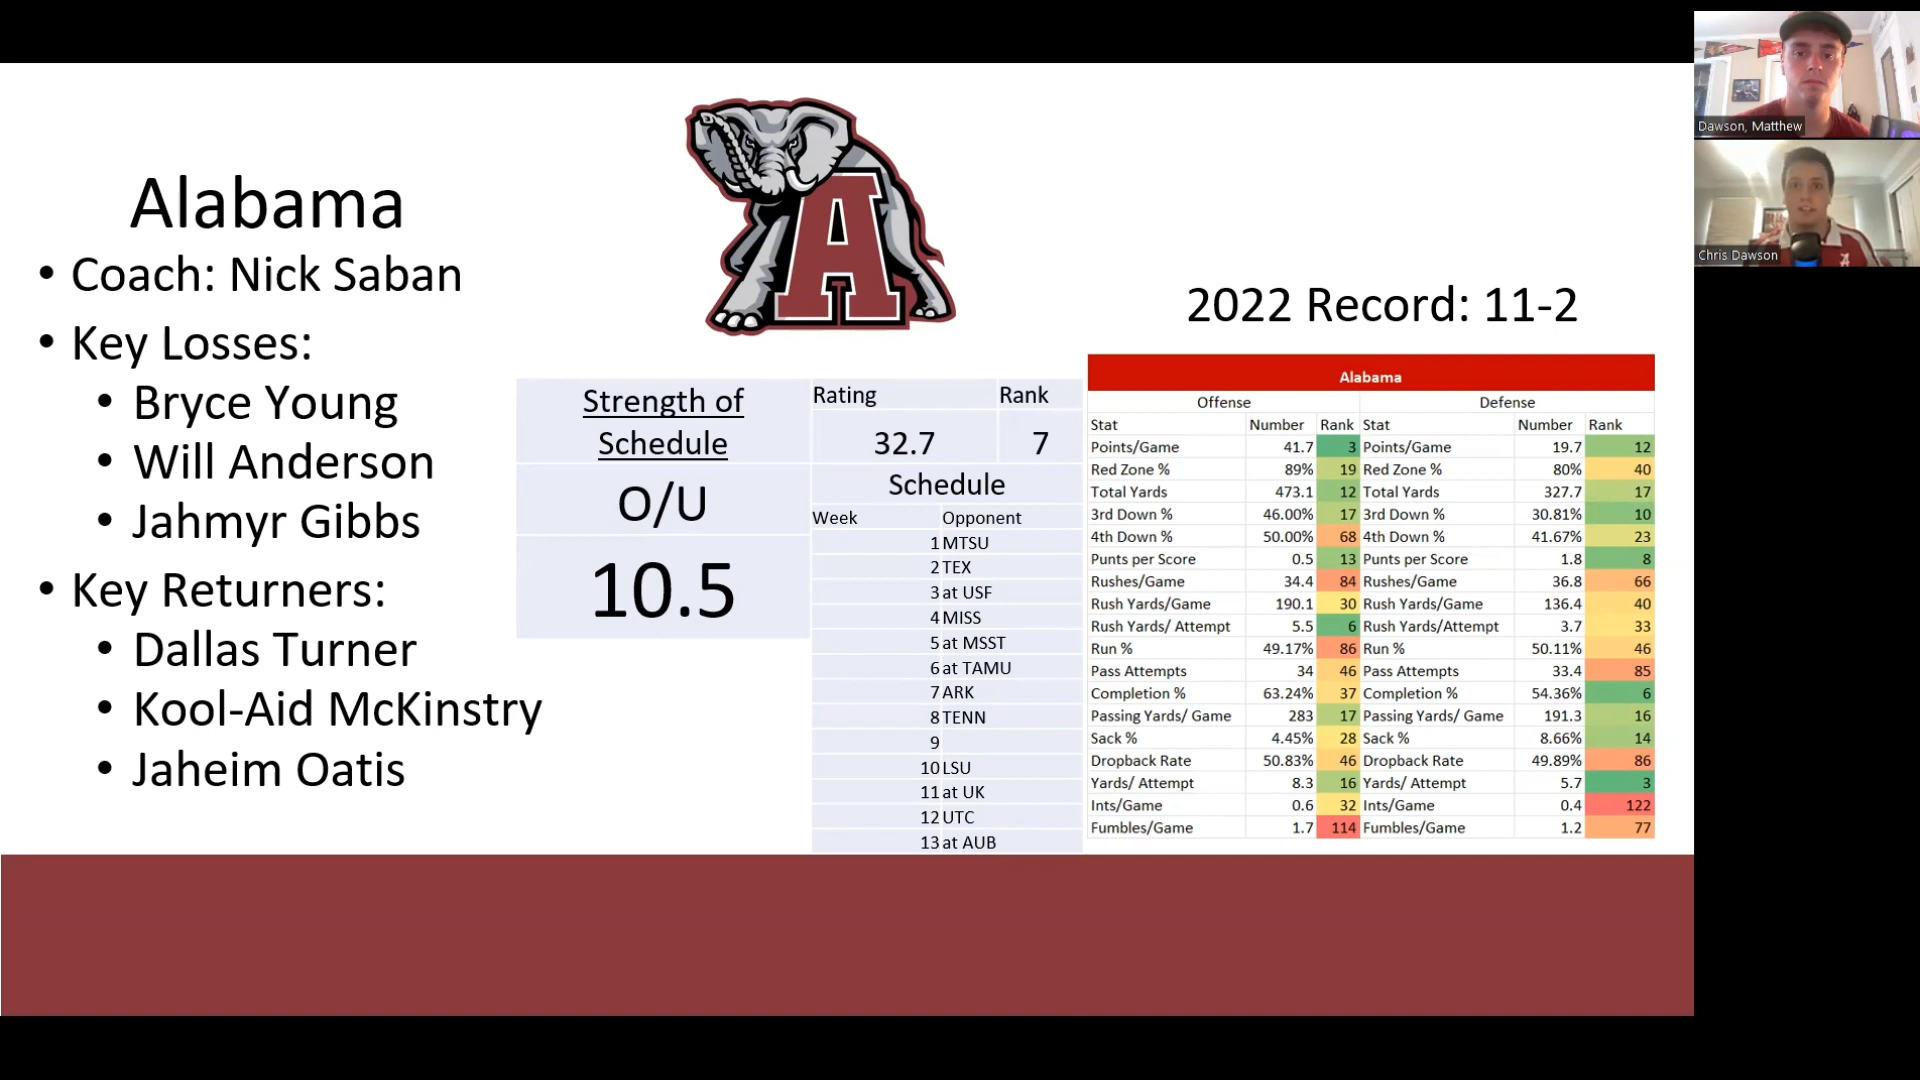 Alabama
• Coach: Nick Saban
• Key Losses:
• Bryce Young
• Will Anderson
• Jahmyr Gibbs
• Key Returners:
• Dallas Turner
• Kool-Aid McKinstry
• Jaheim Oatis
A
Strength of
Schedule
O/U
10.5
Rating Rank
32.7 7
Schedule
Week Opponent
1 MTSU
2 TEX
3 at USF
4 MISS
5 at MSST
6 at TAMU
7 ARK
8 TENN
9
10 LSU
11 at UK
12 UTC
13 at AUB
2022 Record: 11-2
Alabama
Offense Defense
Stat Number Rank Stat Number Rank
Points/Game 41.7 3 Points/Game 19.7 12
Red Zone % 89% 19 Red Zone % 80% 40
Total Yards 473.1 12 Total Yards 327.7 17
3rd Down % 46.00% 17 3rd Down % 30.81% 10
4th Down % 50.00% 68 4th Down % 41.67% 23
Punts per Score 0.5 13 Punts per Score 1.8 8
Rushes/Game 34.4 84 Rushes/Game 36.8 66
Rush Yards/Game 190.1 30 Rush Yards/Game 136.4 40
Rush Yards/ Attempt 5.5 6 Rush Yards/Attempt 3.7 33
Run % 49.17% 86 Run % 50.11% 46
Pass Attempts 34 46 Pass Attempts 33.4 85
Completion % 63.24% 37 Completion % 54.36% 6
Passing Yards/ Game 283 17 Passing Yards/ Game 191.3 16
Sack % 4.45% 28 Sack % 8.66% 14
Dropback Rate 50.83% 46 Dropback Rate 49.89% 86
Yards/ Attempt 8.3 16 Yards/ Attempt 5.7 3
Ints/Game 0.6 32 Ints/Game 0.4 122
Fumbles/Game 1.7 114 Fumbles/Game 1.2 77
Dawson, Matthew
Chris Dawson
A